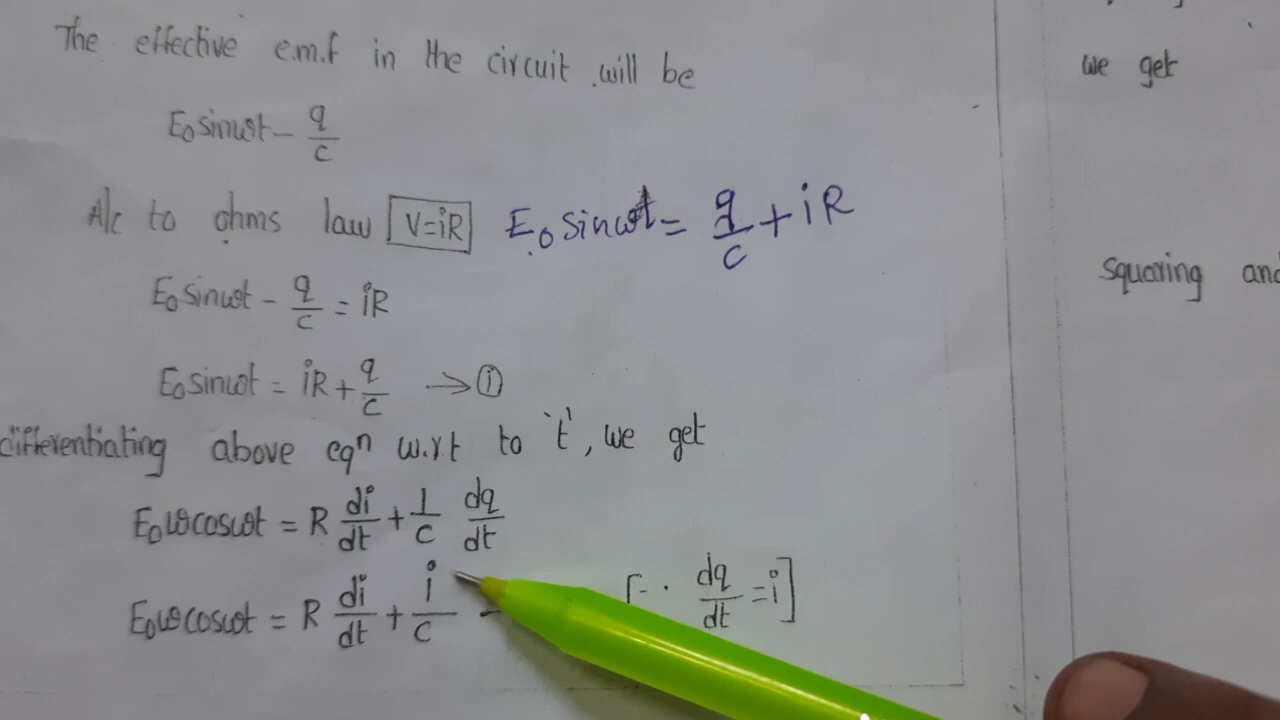 The effective e.m.f in the circuit will be
E₀sinωt - q/c
A/c to ohms law V=iR E₀sinωt = q/c + iR
E₀sinωt - q/c = iR
E₀sinωt = iR + q/c → ①
differentiating above eqⁿ w.r.t to 't', we get
E₀ωcosωt = R di/dt + 1/c dq/dt
E₀ωcosωt = R di/dt + i/c - [∵ dq/dt = i]
we get
Squaring and